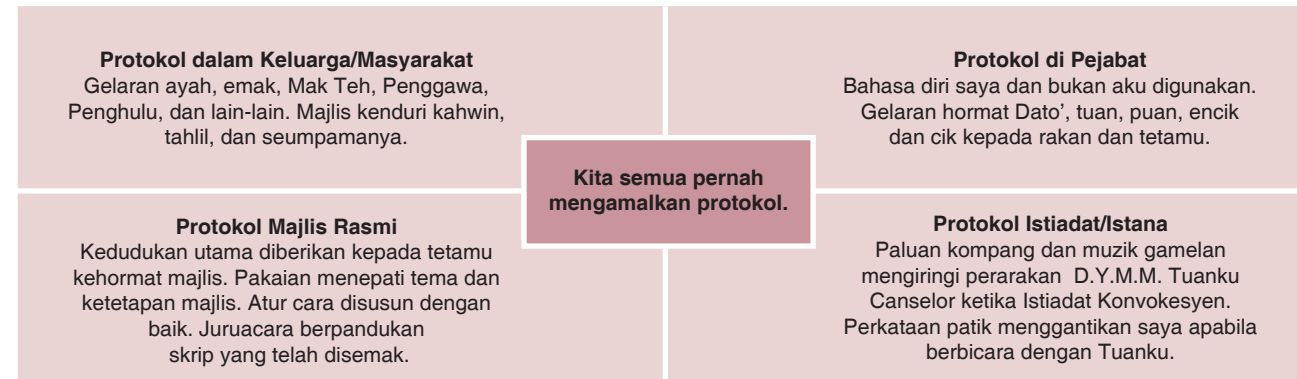 Protokol dalam Keluarga/Masyarakat
Gelaran ayah, emak, Mak Teh, Penggawa,
Penghulu, dan lain-lain. Majlis kenduri kahwin,
tahlil, dan seumpamanya.
Protokol di Pejabat
Bahasa diri saya dan bukan aku digunakan.
Gelaran hormat Dato’, tuan, puan, encik
dan cik kepada rakan dan tetamu.
Kita semua pernah
mengamalkan protokol.
Protokol Majlis Rasmi
Kedudukan utama diberikan kepada tetamu
kehormat majlis. Pakaian menepati tema dan
ketetapan majlis. Atur cara disusun dengan
baik. Juruacara berpandukan
skrip yang telah disemak.
Protokol Istiadat/Istana
Paluan kompang dan muzik gamelan
mengiringi perarakan D.Y.M.M. Tuanku
Canselor ketika Istiadat Konvokesyen.
Perkataan patik menggantikan saya apabila
berbicara dengan Tuanku.